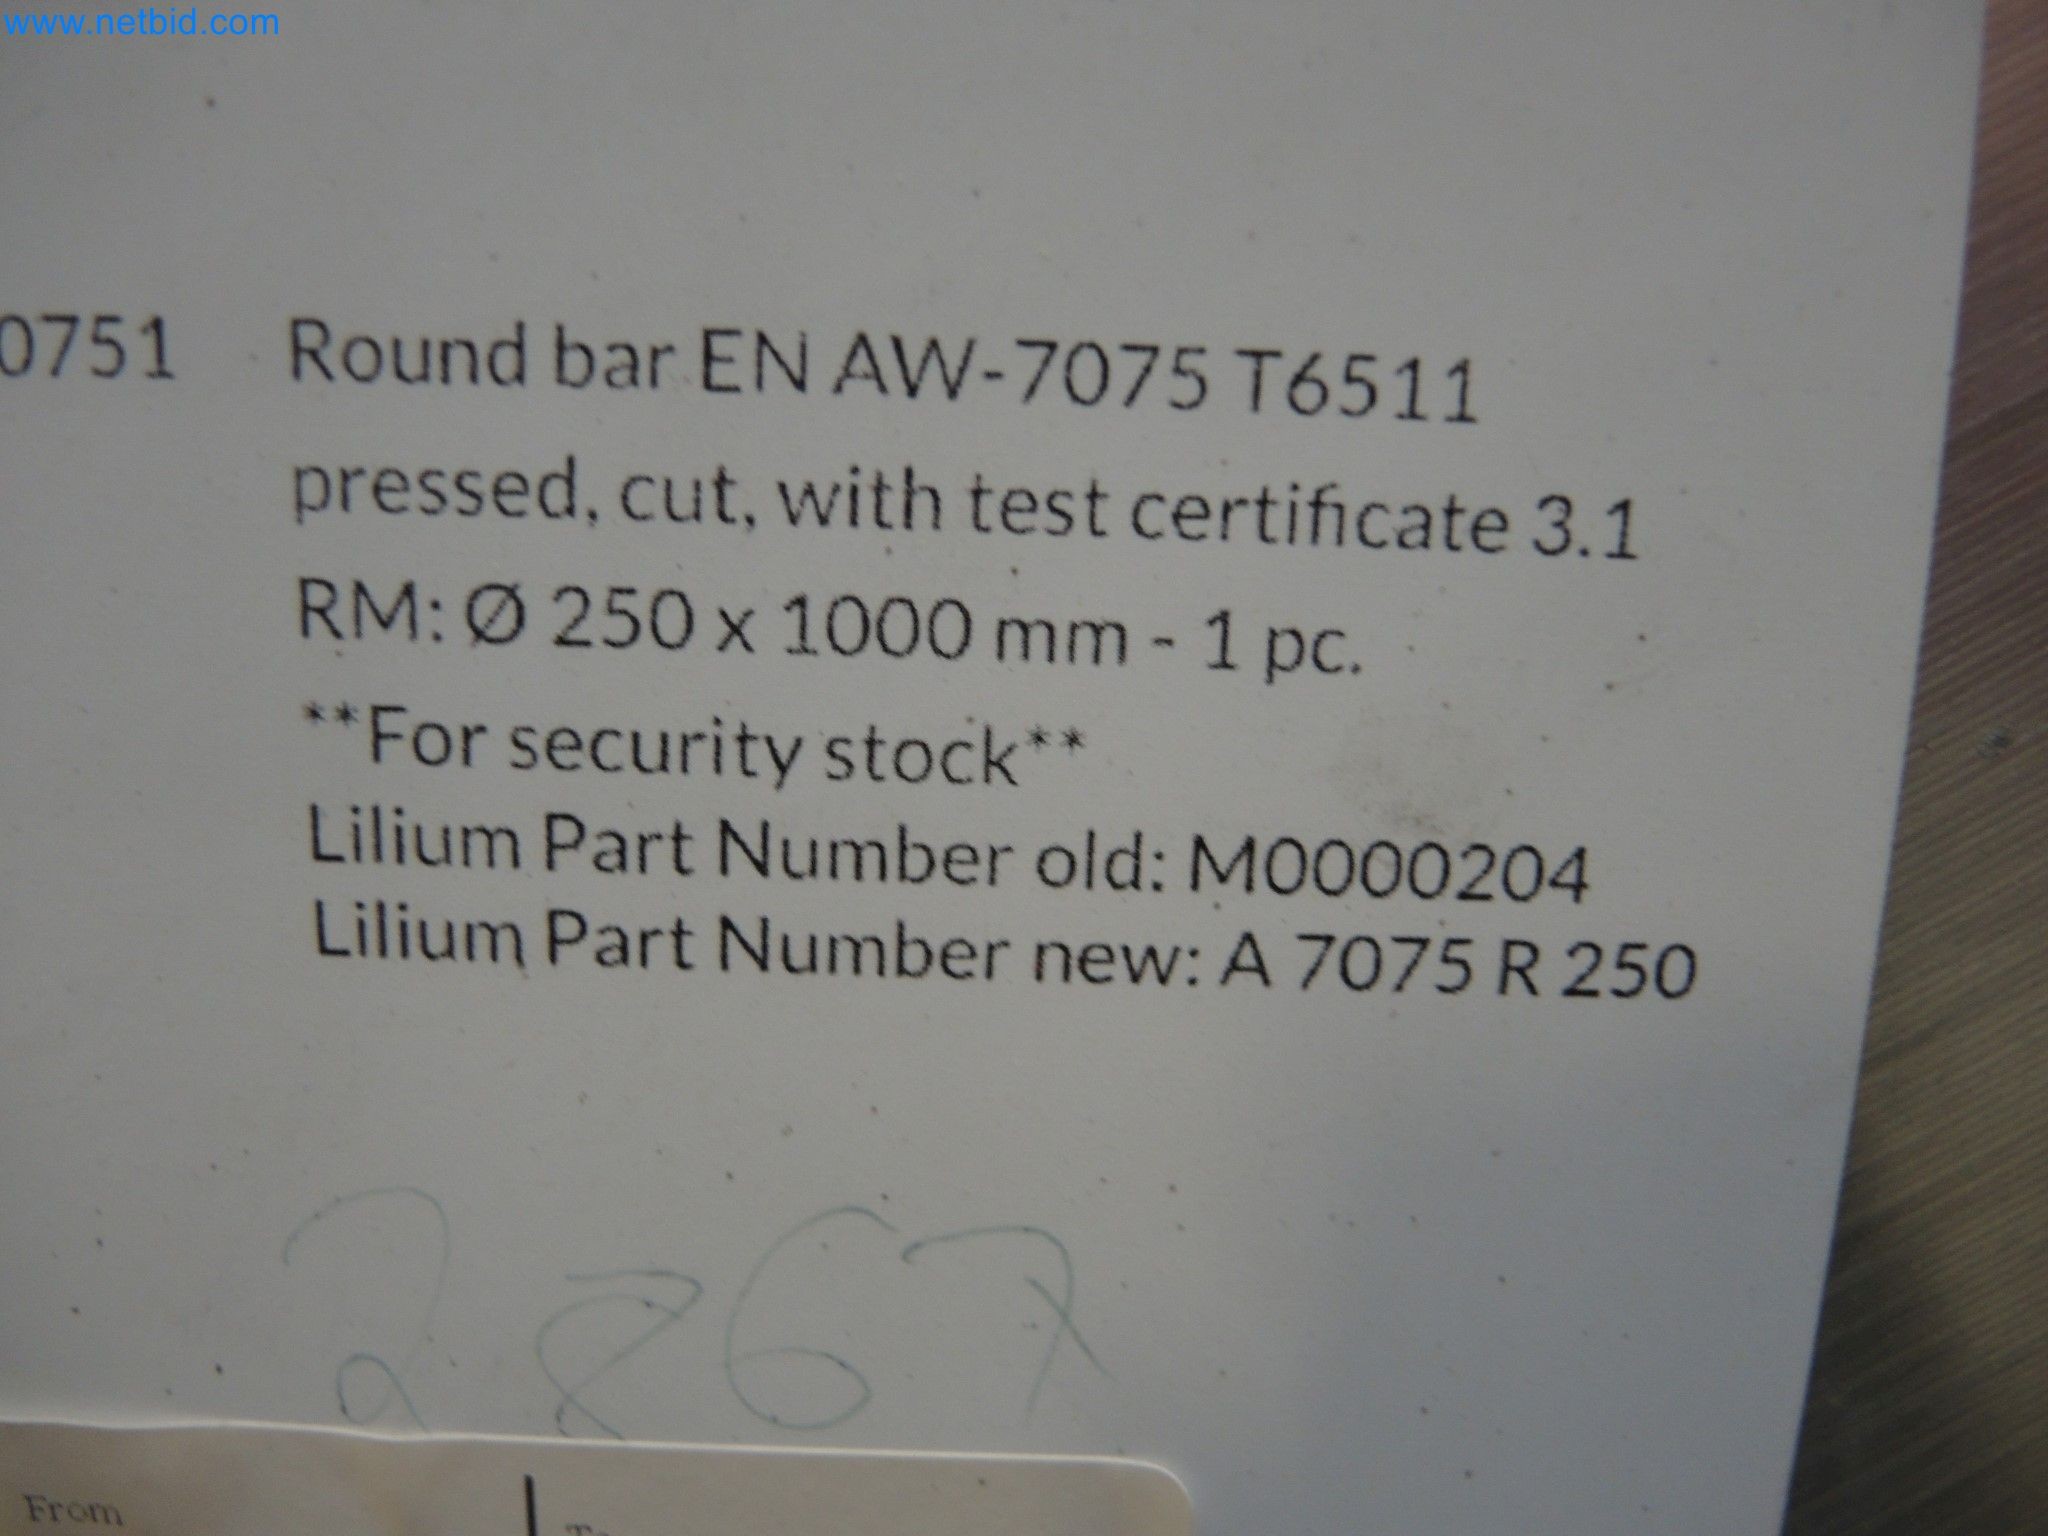 www.netbid.com
0751 Round bar EN AW-7075 T6511
pressed, cut, with test certificate 3.1
RM: Ø 250 x 1000 mm - 1 pc.
**For security stock**
Lilium Part Number old: M0000204
Lilium Part Number new: A 7075 R 250
2867
From